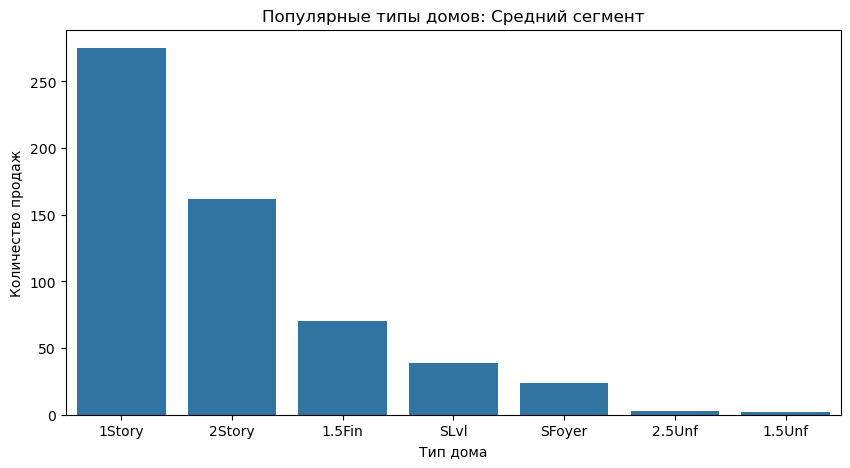 Популярные типы домов: Средний сегмент
Количество продаж
250
200
150
100
50
0
1Story 2Story 1.5Fin SLvl SFoyer 2.5Unf 1.5Unf
Тип дома